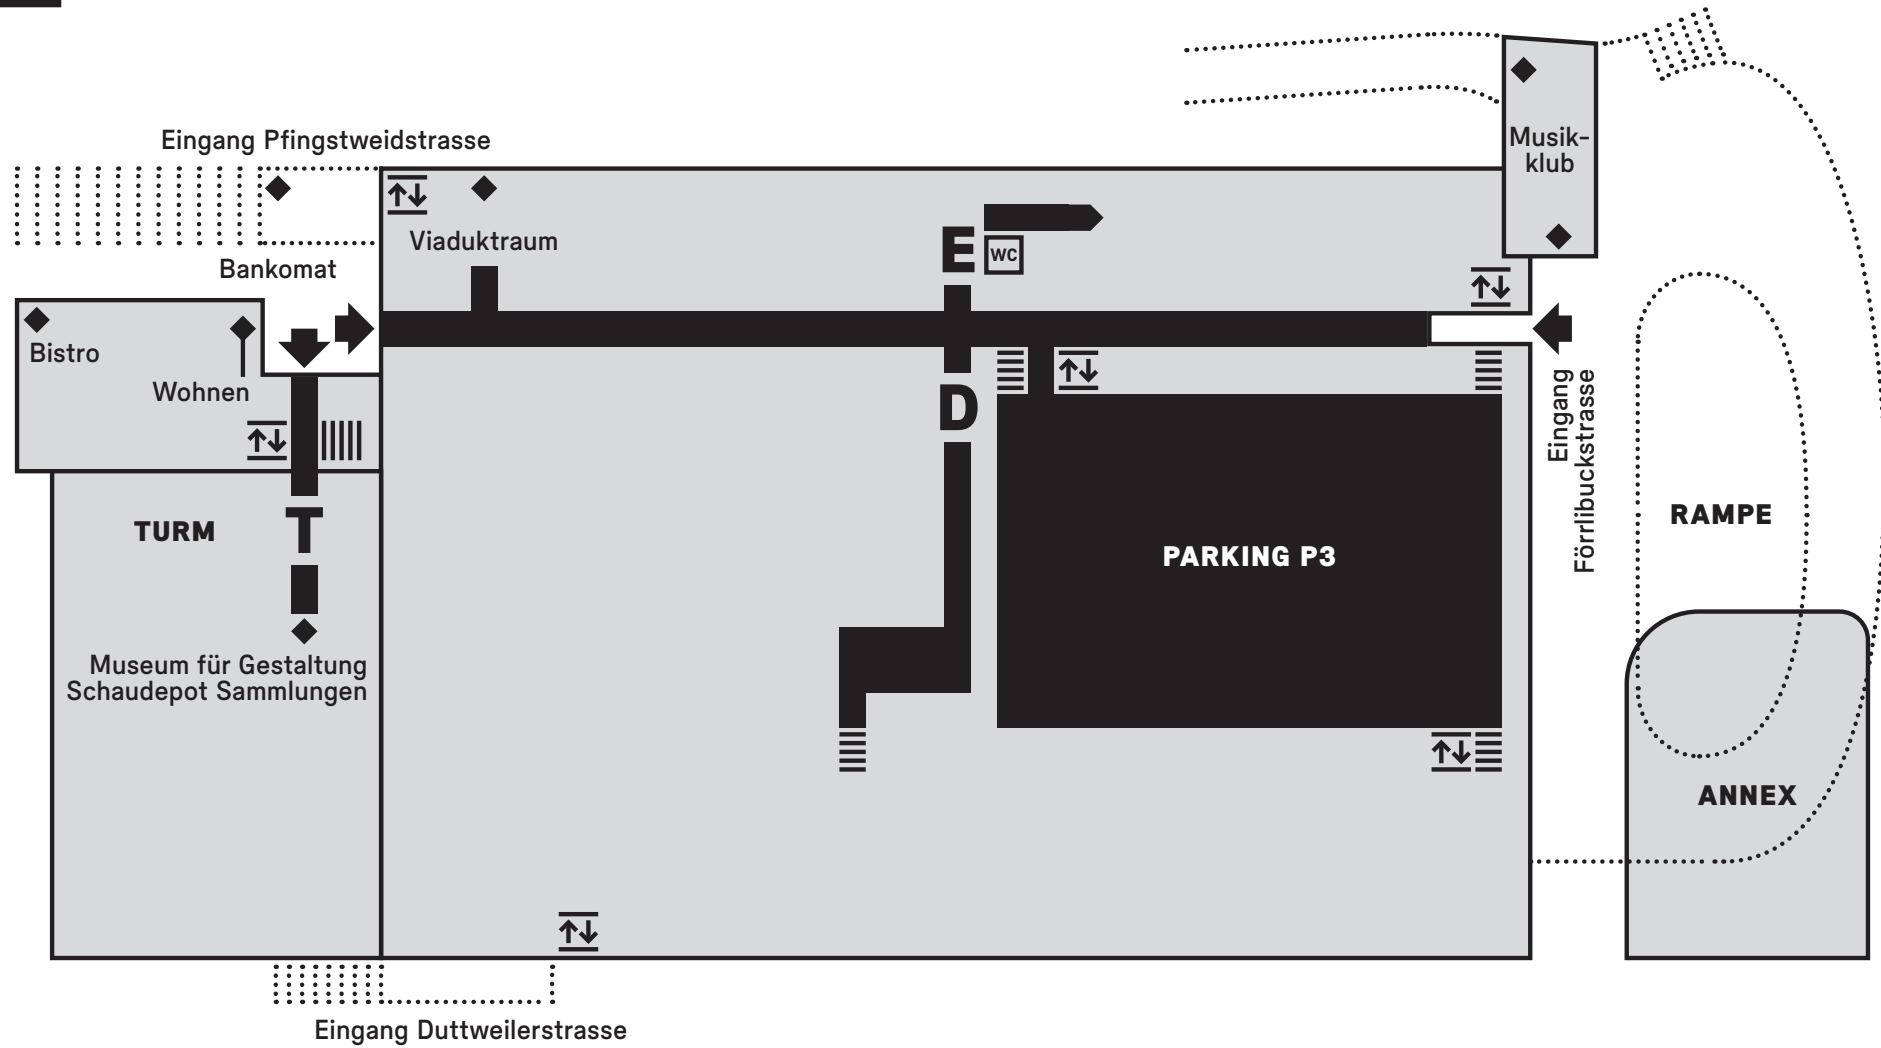 Eingang Pfingstweidstrasse
Musik-
klub
Viaduktraum
E
WC
Bankomat
Bistro
Wohnen
D
Eingang
Förrlibuckstrasse
TURM
T
PARKING P3
RAMPE
Museum für Gestaltung
Schaudepot Sammlungen
ANNEX
Eingang Duttweilerstrasse